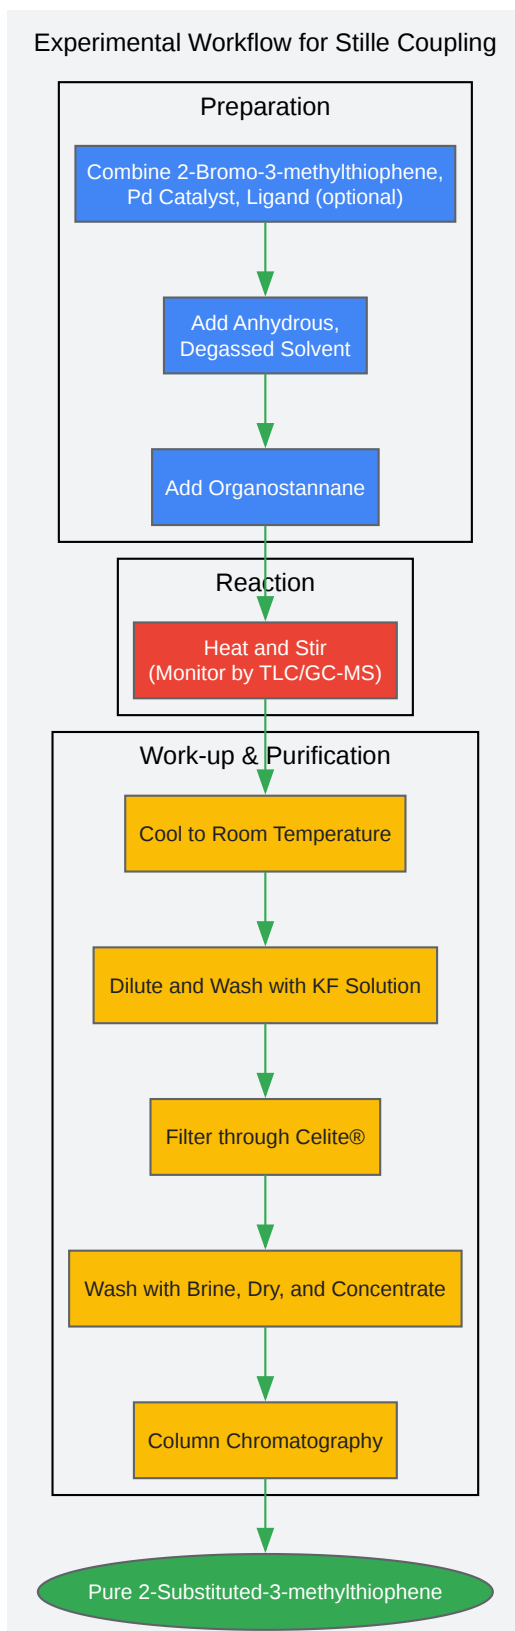 Experimental Workflow for Stille Coupling
Preparation
Combine 2-Bromo-3-methylthiophene,
Pd Catalyst, Ligand (optional)
Add Anhydrous,
Degassed Solvent
Add Organostannane
Reaction
Heat and Stir
(Monitor by TLC/GC-MS)
Work-up & Purification
Cool to Room Temperature
Dilute and Wash with KF Solution
Filter through Celite®
Wash with Brine, Dry, and Concentrate
Column Chromatography
Pure 2-Substituted-3-methylthiophene